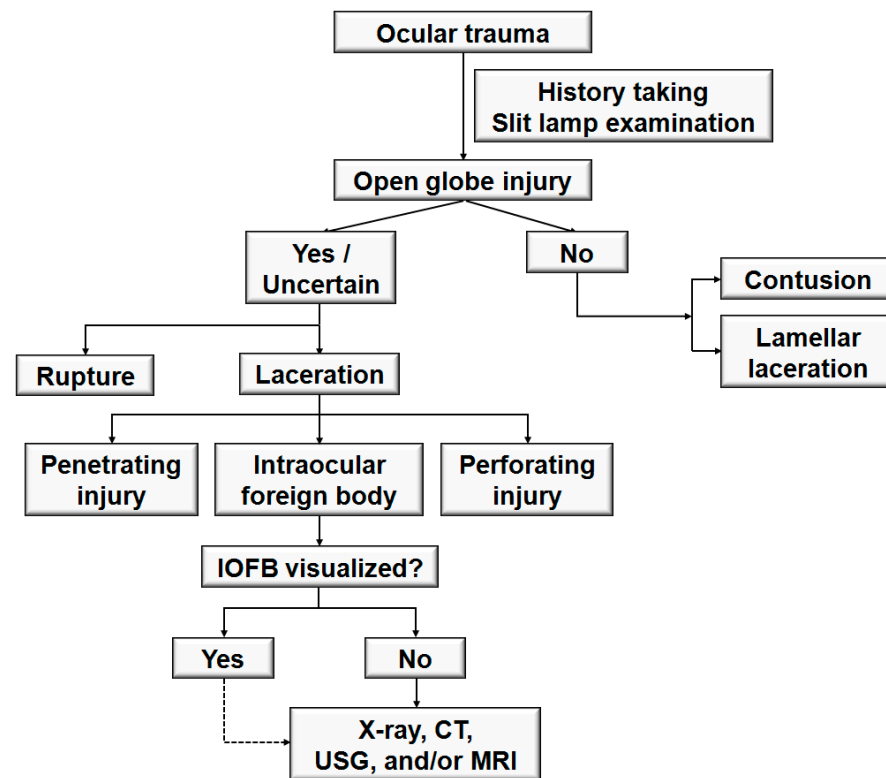 Ocular trauma
History taking
Slit lamp examination
Open globe injury
Yes /
Uncertain
No
Contusion
Lamellar
laceration
Rupture
Laceration
Penetrating
injury
Intraocular
foreign body
Perforating
injury
IOFB visualized?
Yes
No
X-ray, CT,
USG, and/or MRI